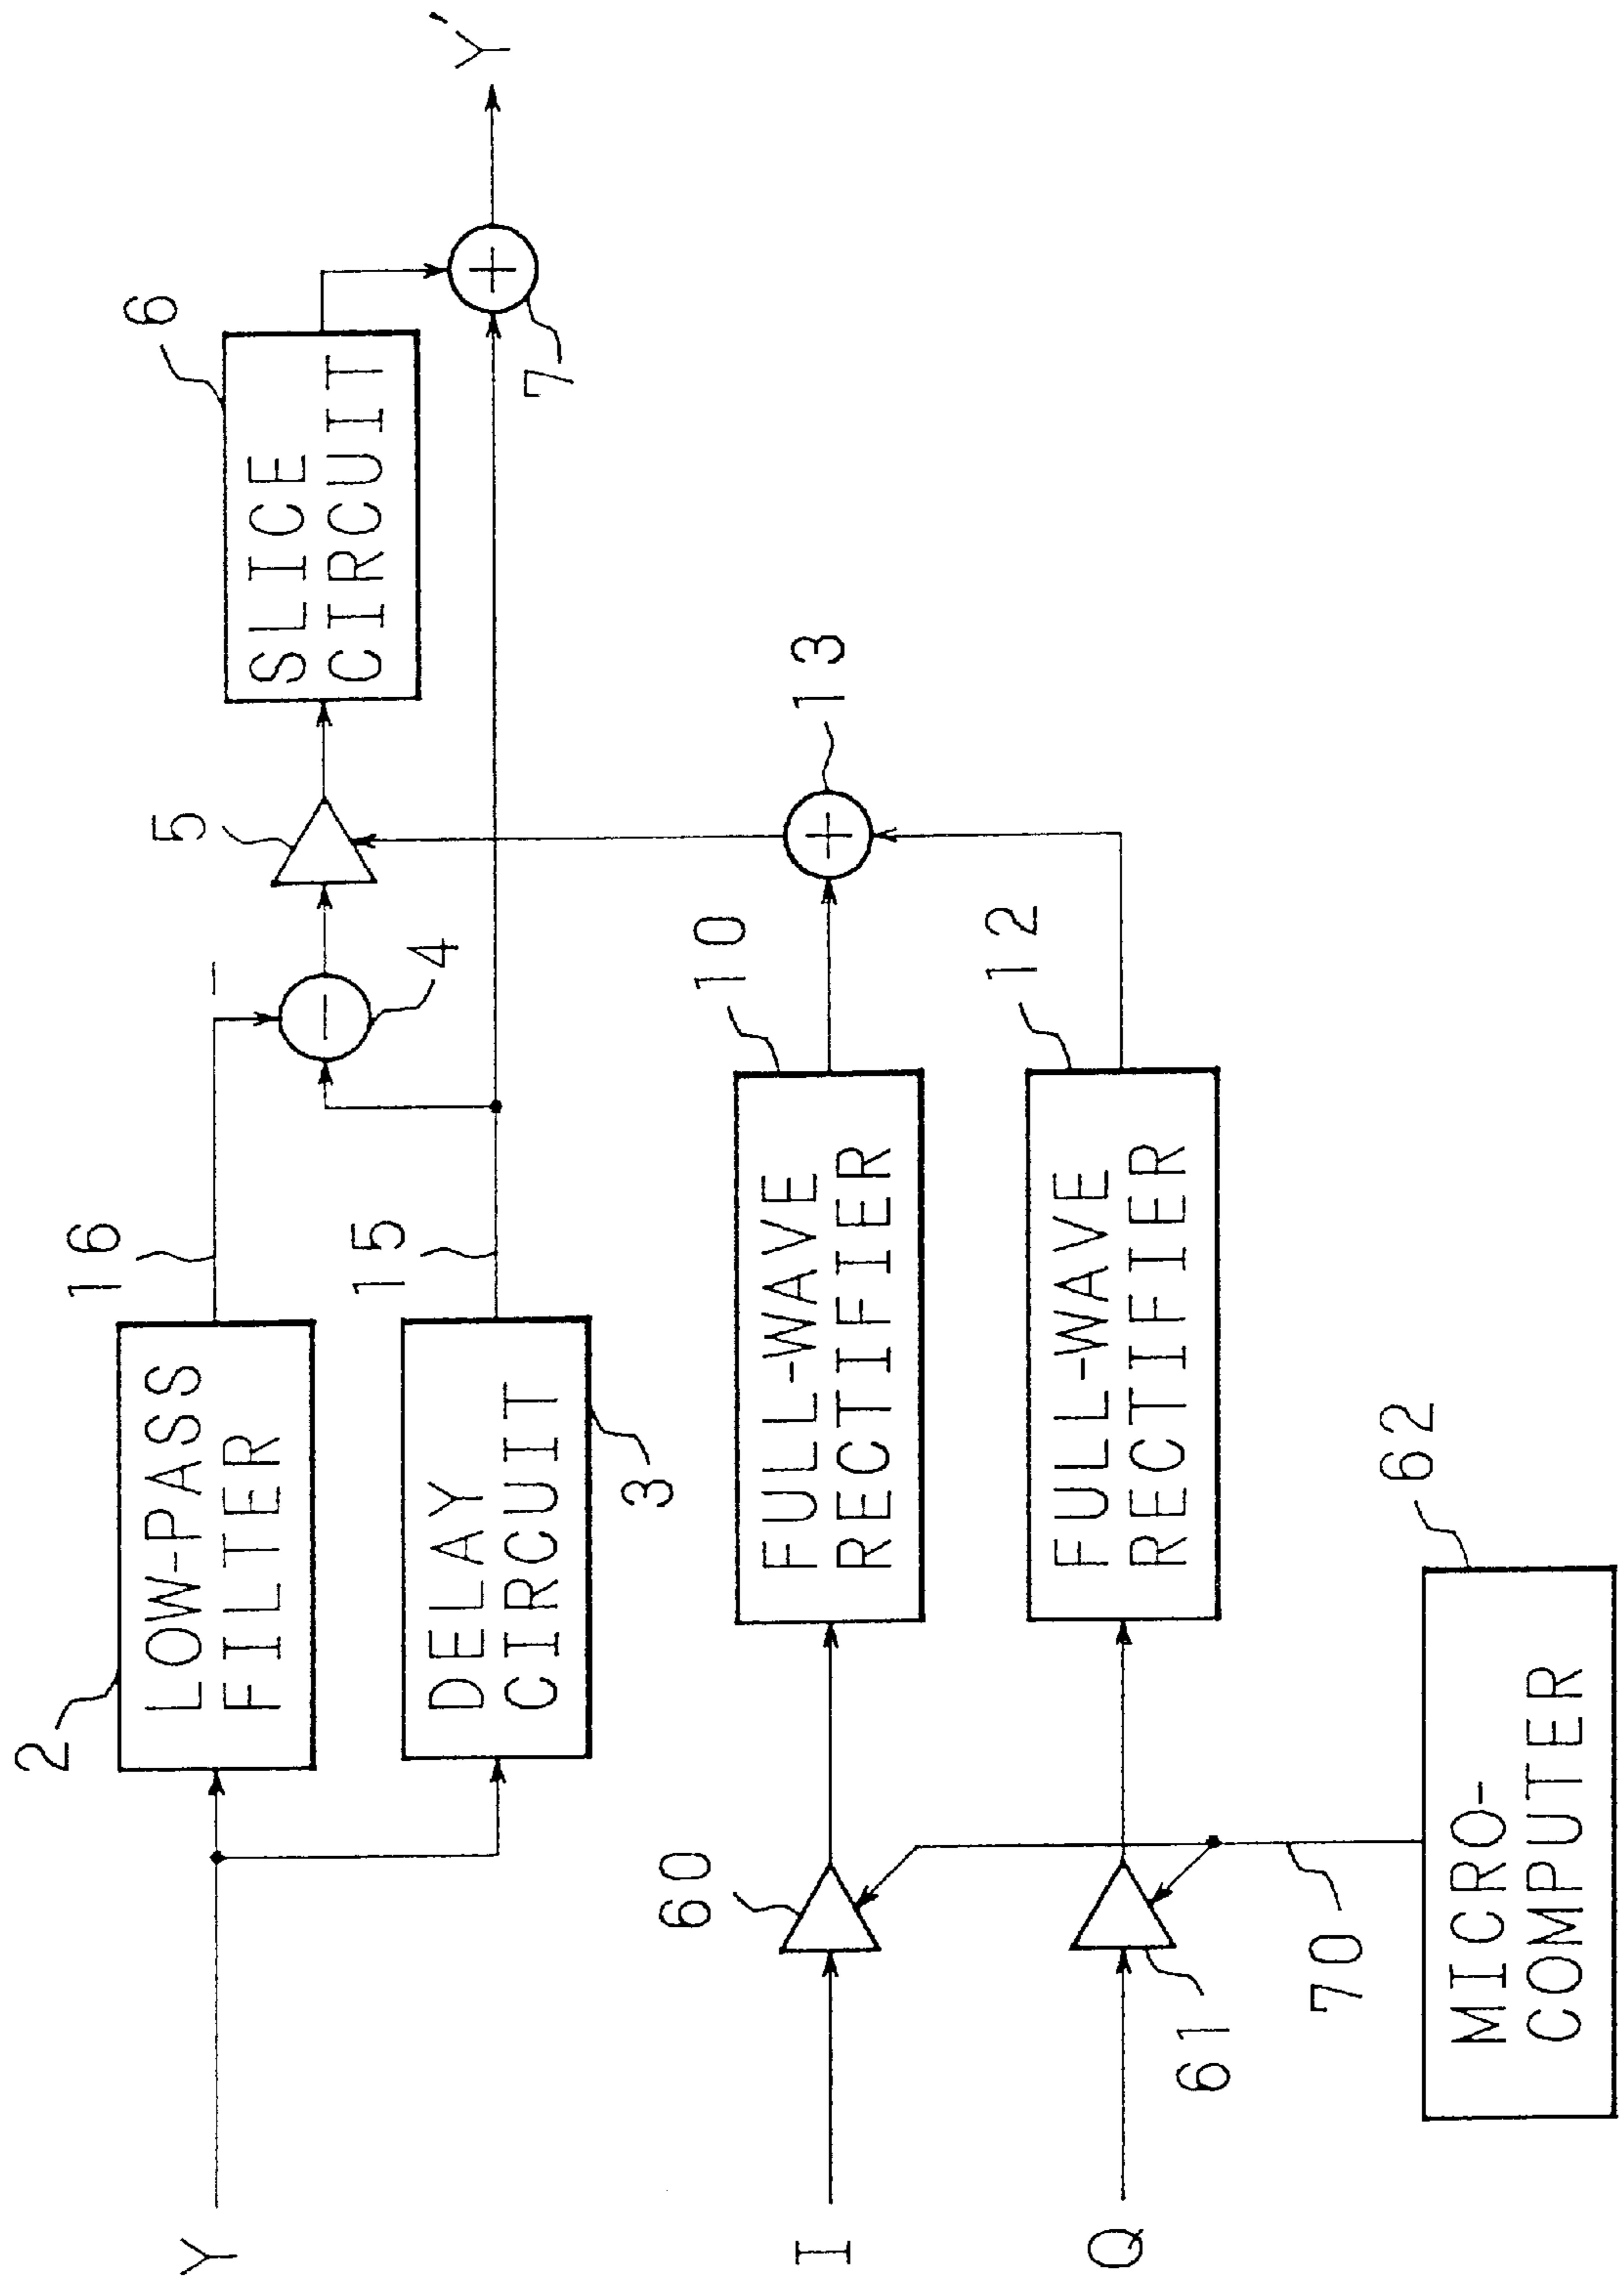 Y
2
LOW-PASS
FILTER
16
4
5
SLICE
CIRCUIT
6
7
Y'
DELAY
CIRCUIT
3
15
I
60
FULL-WAVE
RECTIFIER
10
13
Q
61
FULL-WAVE
RECTIFIER
12
70
MICRO-
COMPUTER
62